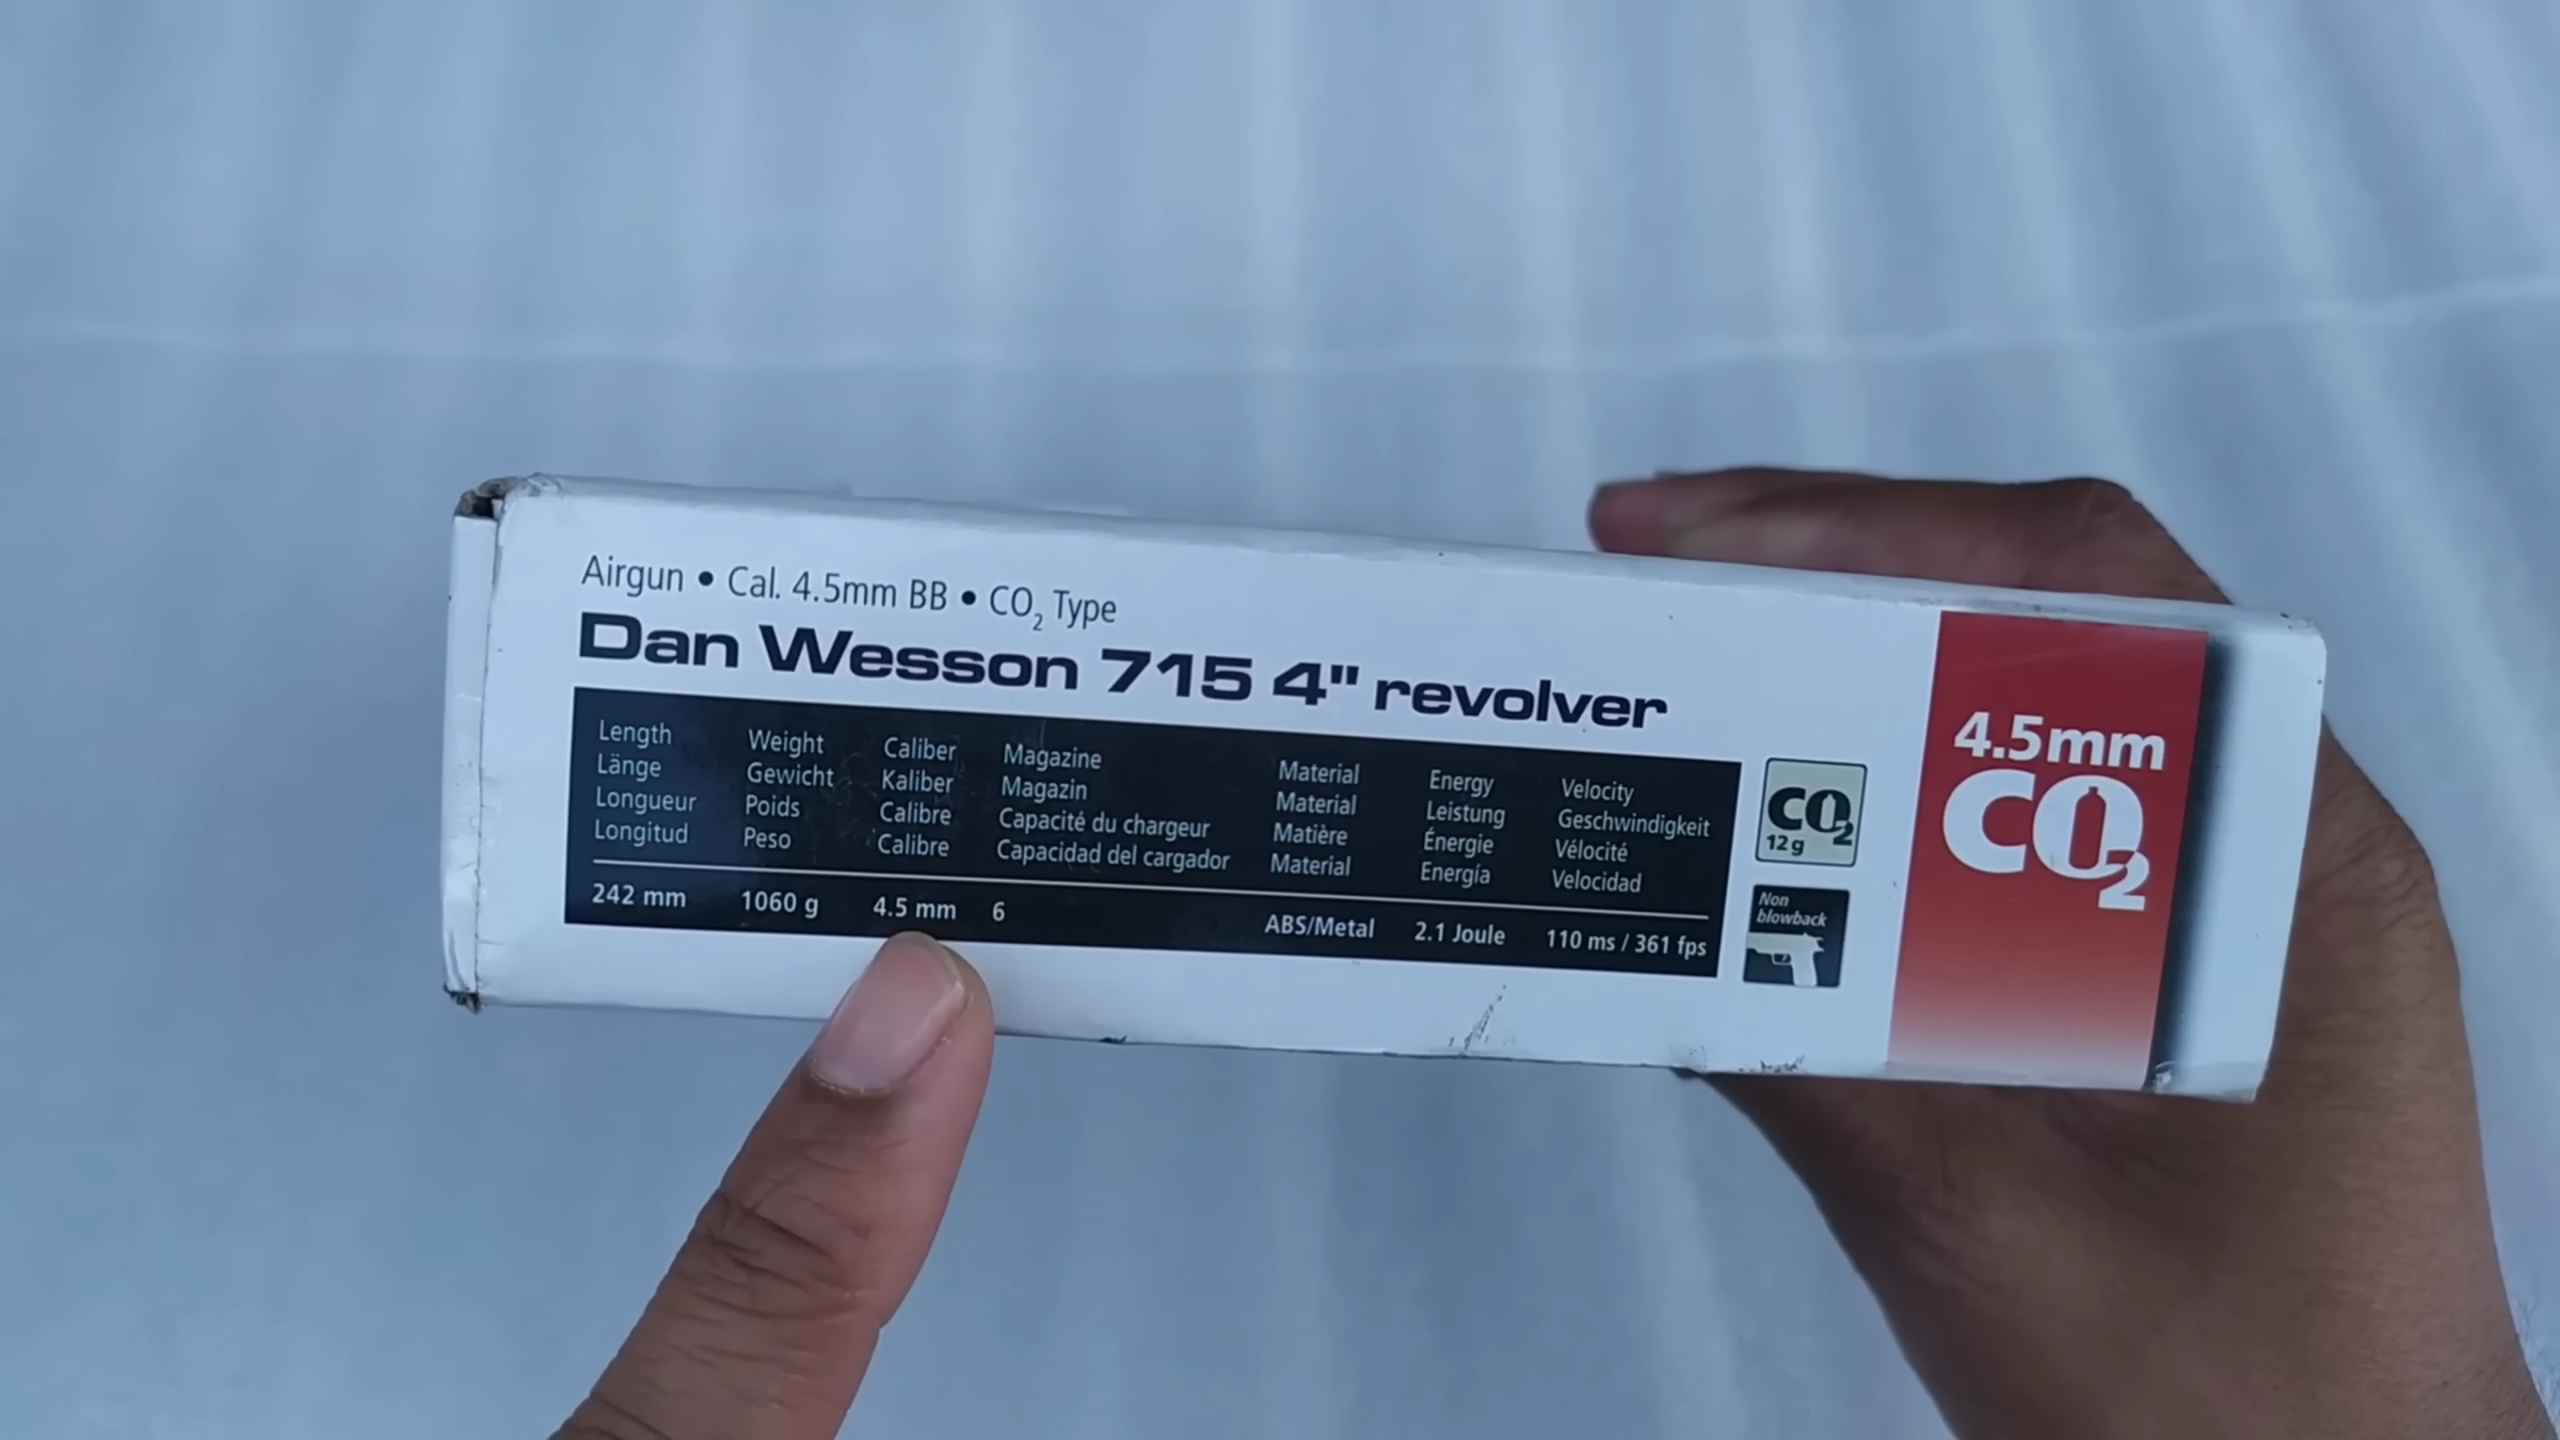 Airgun • Cal. 4.5mm BB • CO₂ Type
Dan Wesson 715 4" revolver
Length Weight Caliber Magazine Material Energy Velocity
Länge Gewicht Kaliber Magazin Material Leistung Geschwindigkeit
Longueur Poids Calibre Capacité du chargeur Matière Énergie Vélocité
Longitud Peso Calibre Capacidad del cargador Material Energía Velocidad
242 mm 1060 g 4.5 mm 6 ABS/Metal 2.1 Joule 110 ms / 361 fps
CO₂
12 g
Non
blowback
4.5mm
CO₂